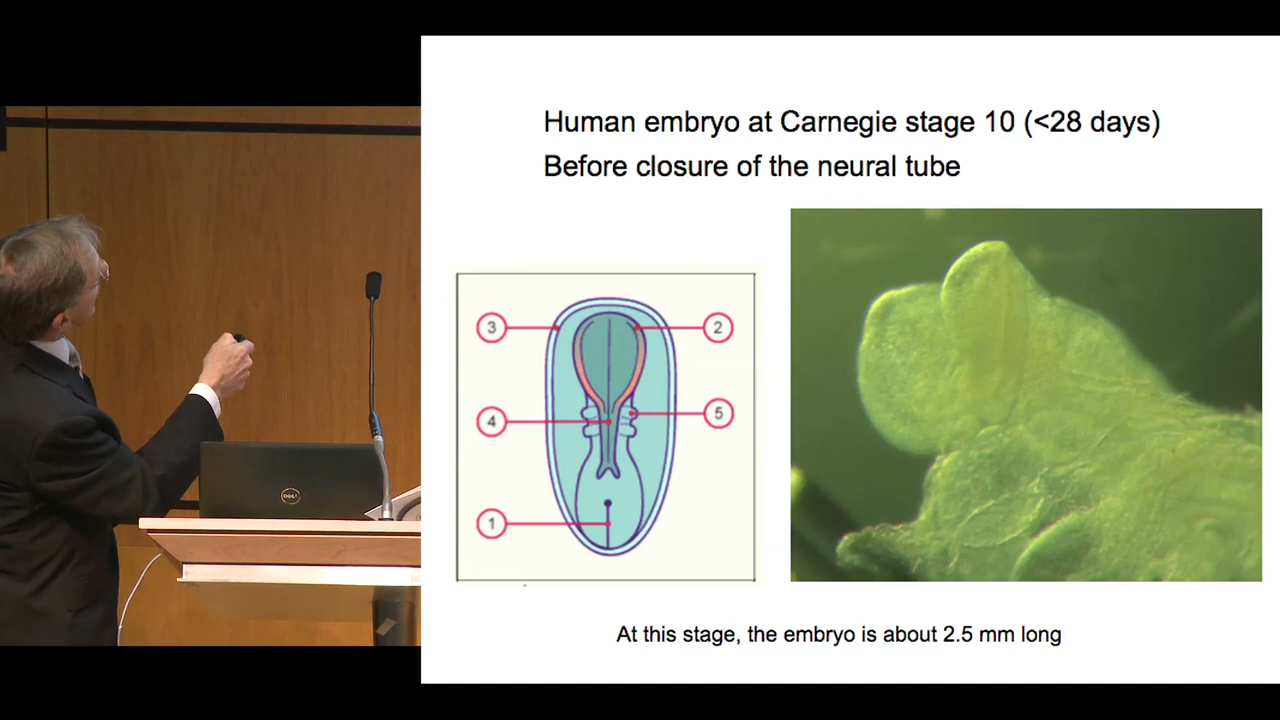 Human embryo at Carnegie stage 10 (<28 days)
Before closure of the neural tube
3
2
4
5
1
DELL
At this stage, the embryo is about 2.5 mm long